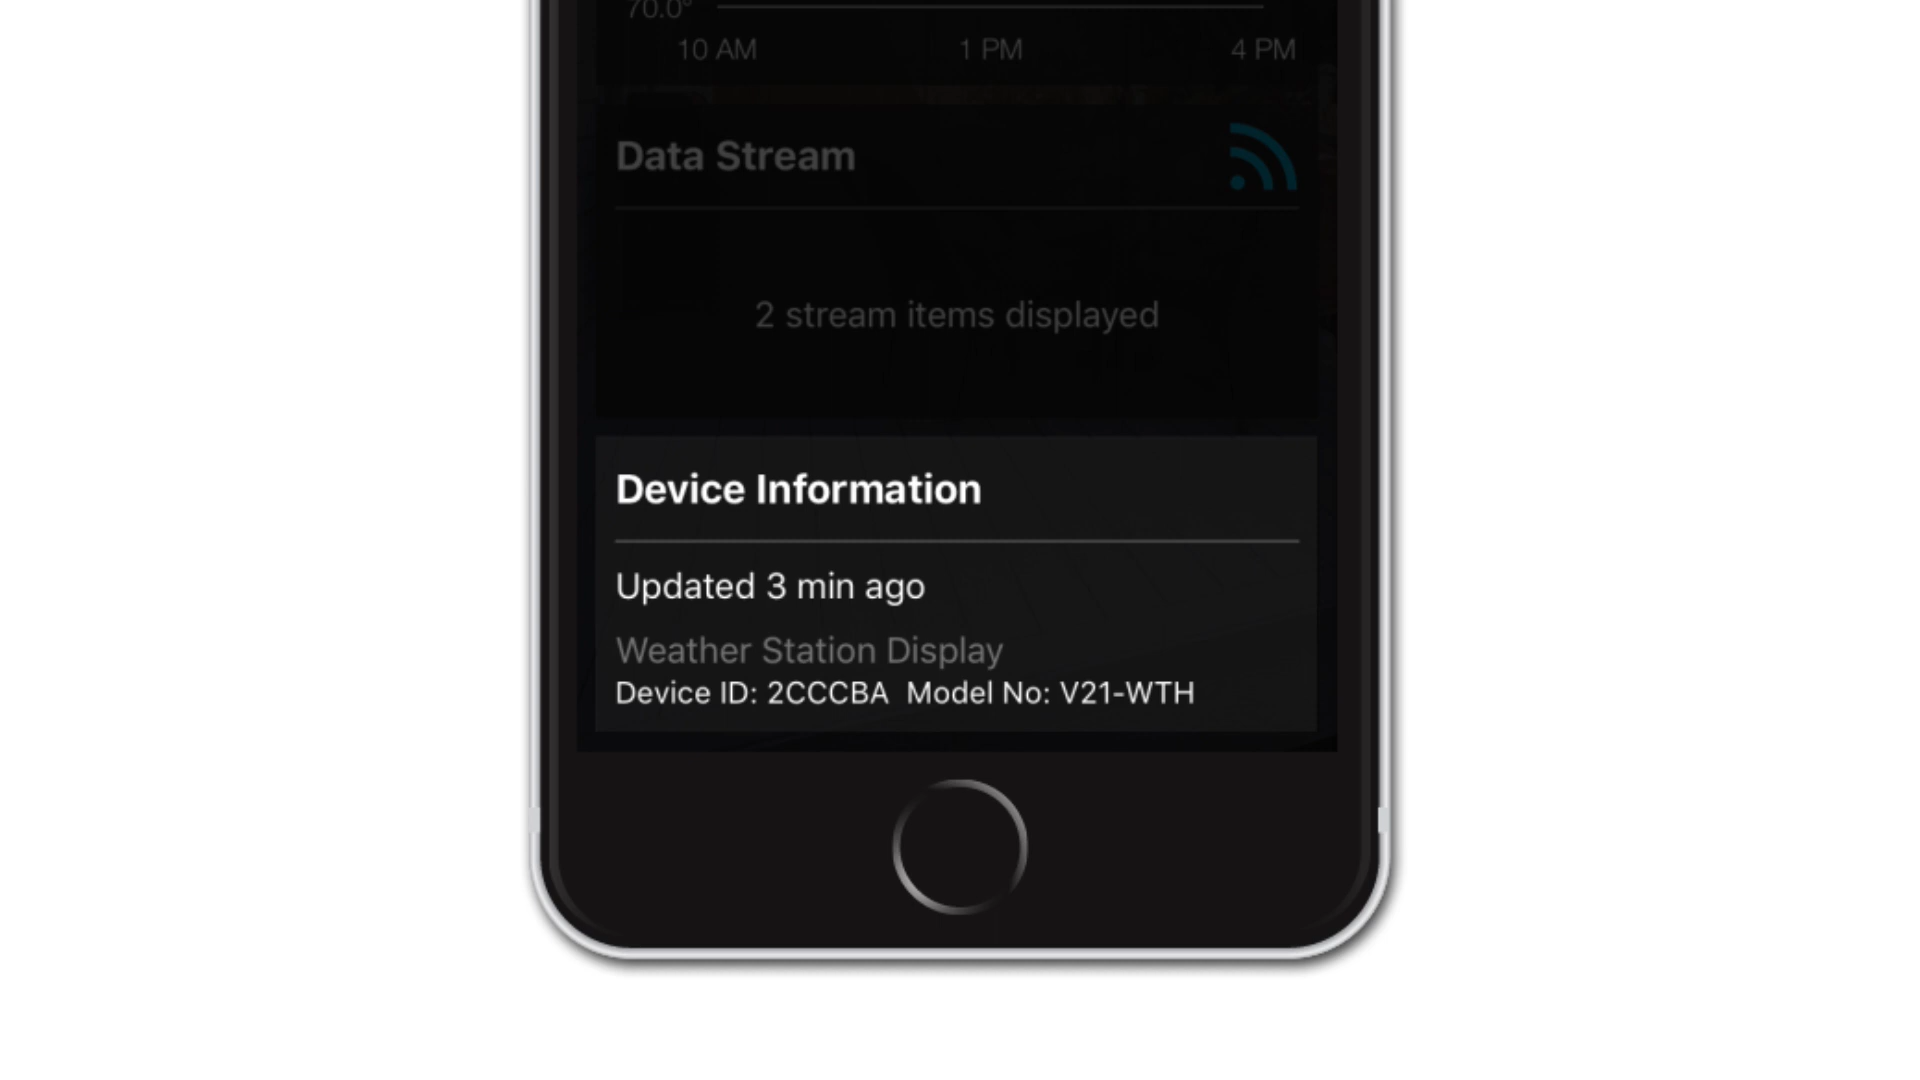 70.0°
10 AM 1 PM 4 PM
Data Stream
2 stream items displayed
Device Information
Updated 3 min ago
Weather Station Display
Device ID: 2CCCBA Model No: V21-WTH